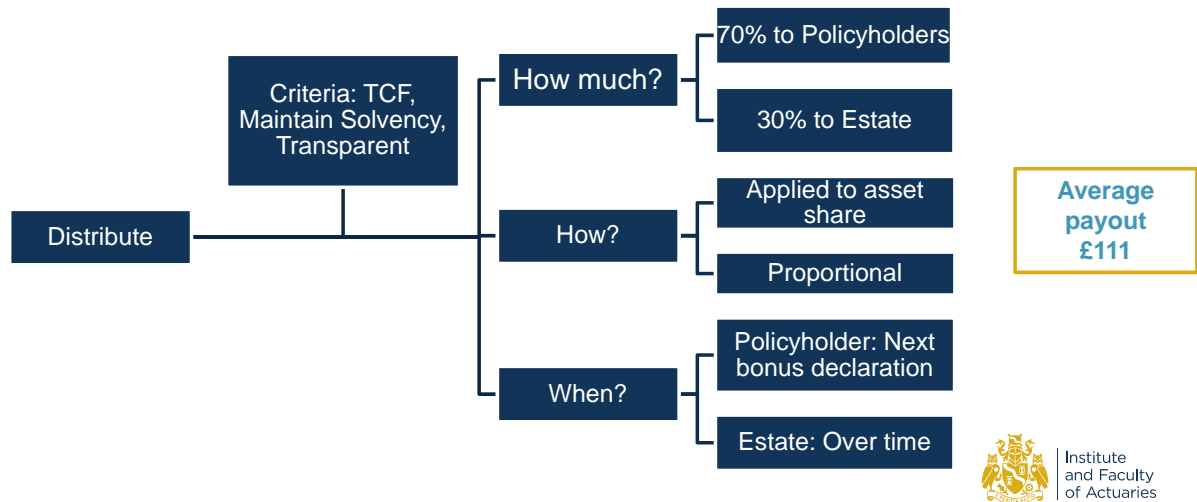 Distribute
Criteria: TCF,
Maintain Solvency,
Transparent
How much?
70% to Policyholders
30% to Estate
How?
Applied to asset
share
Proportional
When?
Policyholder: Next
bonus declaration
Estate: Over time
Average
payout
£111
Institute
and Faculty
of Actuaries